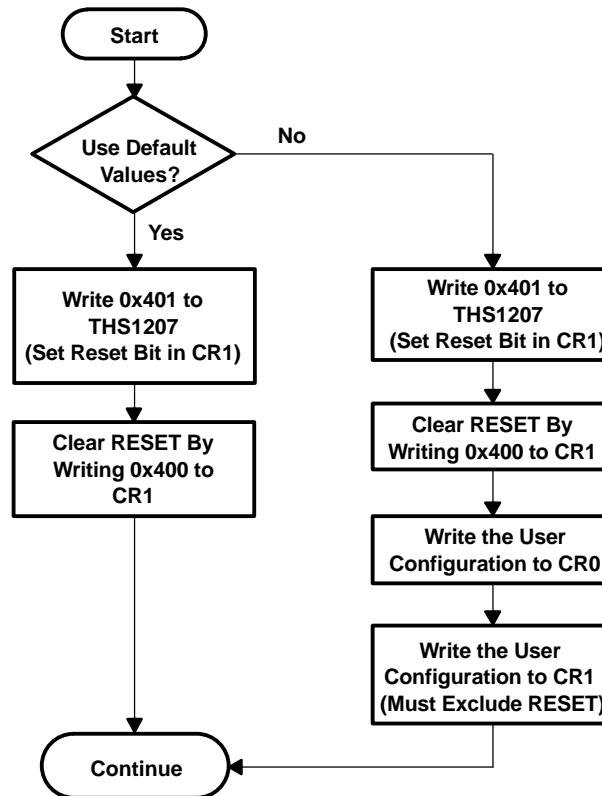 Start
Use Default
Values?
No
Yes
Write 0x401 to
THS1207
(Set Reset Bit in CR1)
Clear RESET By
Writing 0x400 to
CR1
Write 0x401 to
THS1207
(Set Reset Bit in CR1)
Clear RESET By
Writing 0x400 to CR1
Write the User
Configuration to CR0
Write the User
Configuration to CR1
(Must Exclude RESET)
Continue